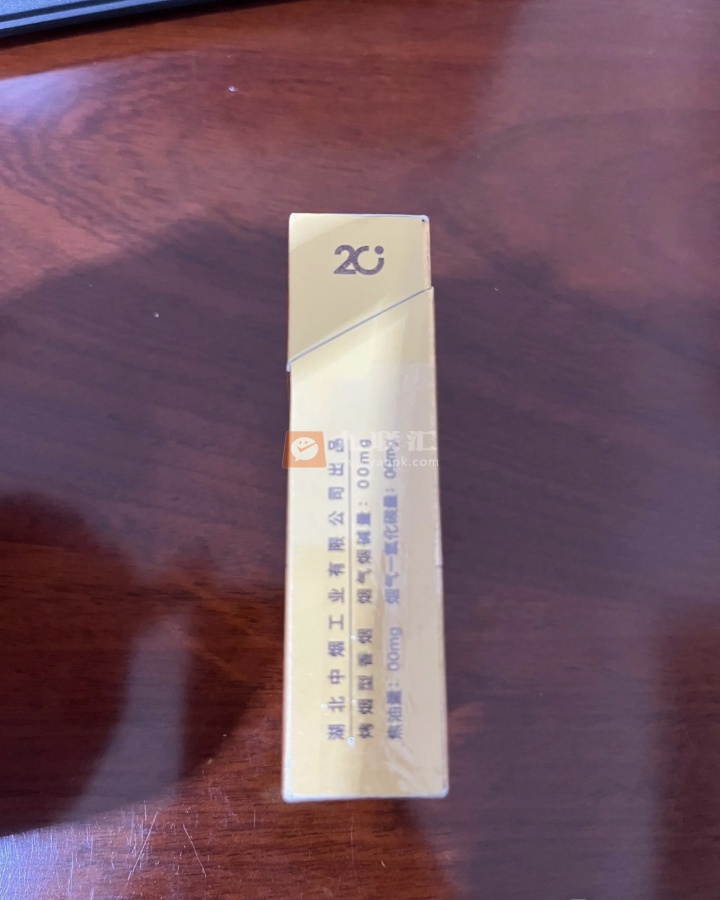 20
湖北中烟工业有限公司出品
烤烟型香烟 烟气烟碱量：00mg
焦油量：00mg 烟气一氧化碳量：00mg